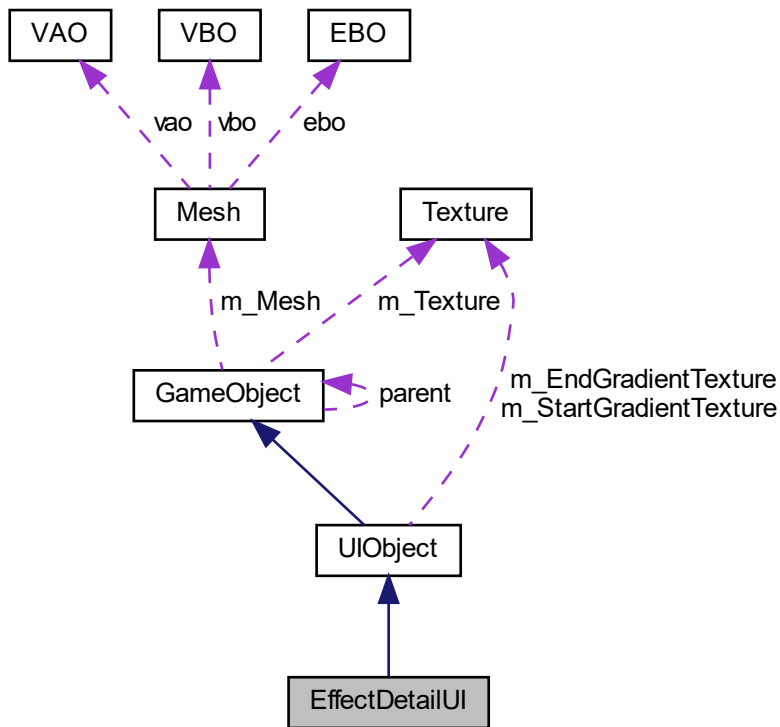 VAO
VBO
EBO
vao
vbo
ebo
Mesh
Texture
m_Mesh
m_Texture
GameObject
parent
m_EndGradientTexture
m_StartGradientTexture
UIObject
EffectDetailUI